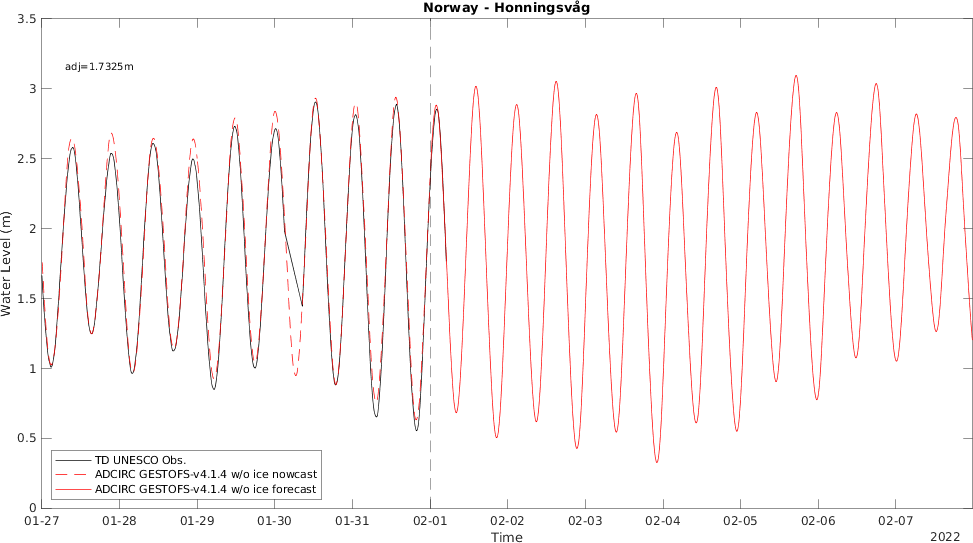 Norway - Honningsvåg
3.5
adj=1.7325m
3
2.5
2
Water Level (m)
1.5
1
0.5
TD UNESCO Obs.
ADCIRC GESTOFS-v4.1.4 w/o ice nowcast
ADCIRC GESTOFS-v4.1.4 w/o ice forecast
0
01-27 01-28 01-29 01-30 01-31 02-01 02-02 02-03 02-04 02-05 02-06 02-07
Time
2022